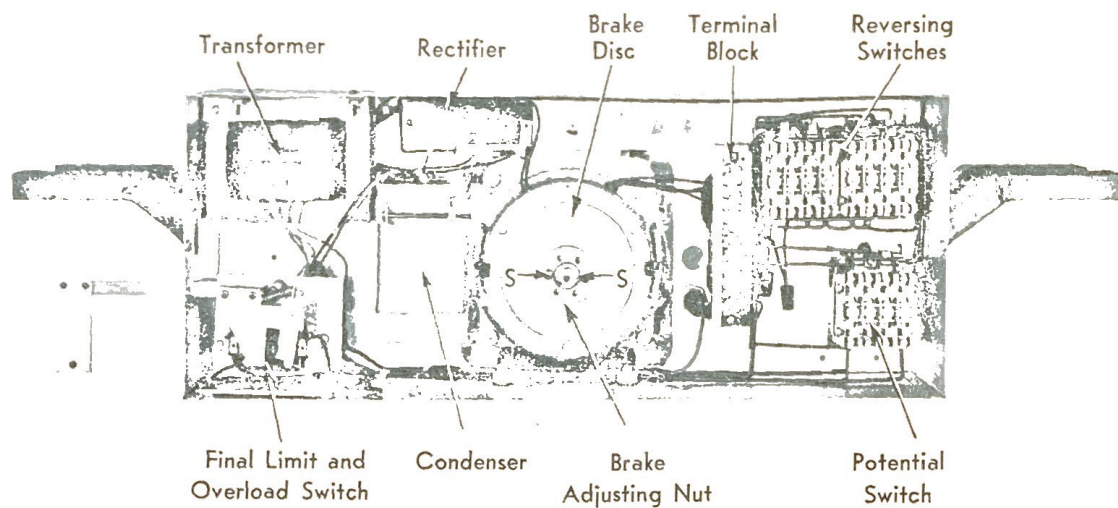 Transformer
Rectifier
Brake
Disc
Terminal
Block
Reversing
Switches
S S
Final Limit and
Overload Switch
Condenser
Brake
Adjusting Nut
Potential
Switch